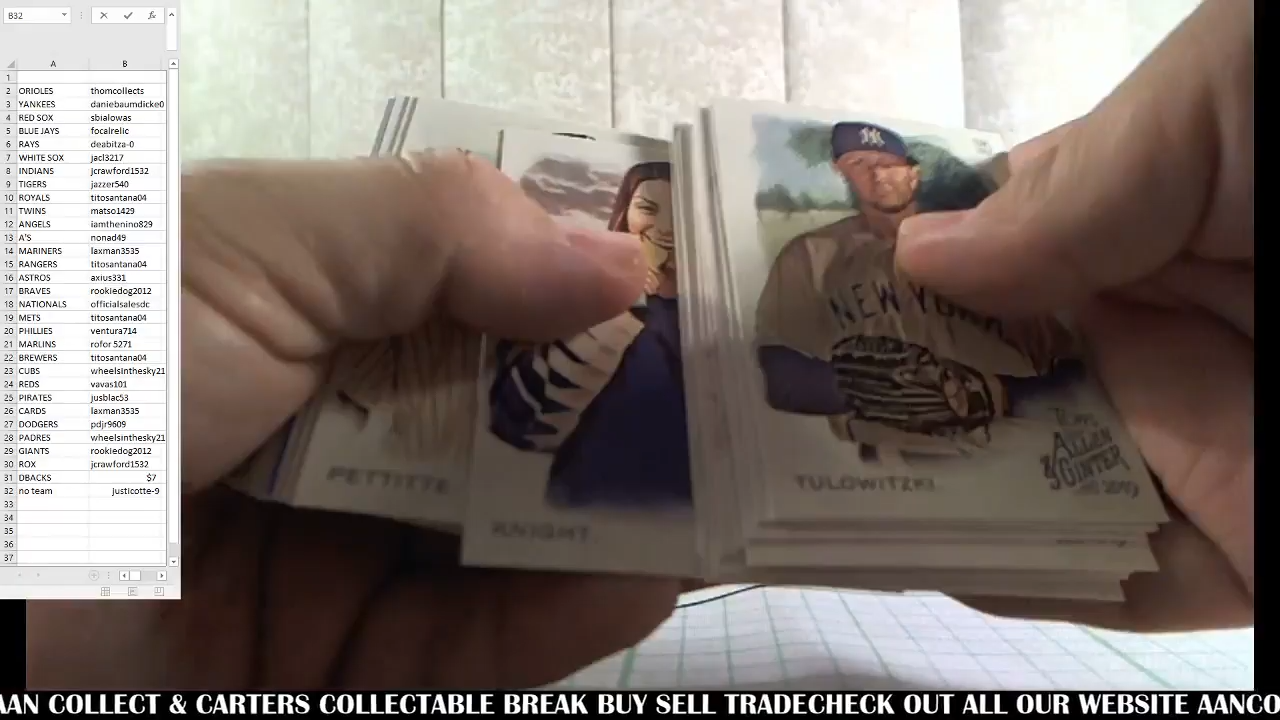 B32
fx
A B
1
2 ORIOLES thomcollects
3 YANKEES daniebaumdicke0
4 RED SOX sbialowas
5 BLUE JAYS focalrelic
6 RAYS deabitza-0
7 WHITE SOX jacl3217
8 INDIANS jcrawford1532
9 TIGERS jazzer540
10 ROYALS titosantana04
11 TWINS matso1429
12 ANGELS iamthenino829
13 A'S nonad49
14 MARINERS laxman3535
15 RANGERS titosantana04
16 ASTROS axius331
17 BRAVES rookiedog2012
18 NATIONALS officialsalesdc
19 METS titosantana04
20 PHILLIES ventura714
21 MARLINS rofor5271
22 BREWERS titosantana04
23 CUBS wheelsinthesky21
24 REDS vavas101
25 PIRATES jusblac53
26 CARDS laxman3535
27 DODGERS pdjr9609
28 PADRES wheelsinthesky21
29 GIANTS rookiedog2012
30 ROX jcrawford1532
31 DBACKS $7
32 no team justicotte-9
33
34
35
36
37
NY
NEW YORK
PETTITTE
KNIGHT
TULOWITZKI
TOPPS
ALLEN
& GINTER
2019
AAN COLLECT & CARTERS COLLECTABLE BREAK BUY SELL TRADECHECK OUT ALL OUR WEBSITE AANCO